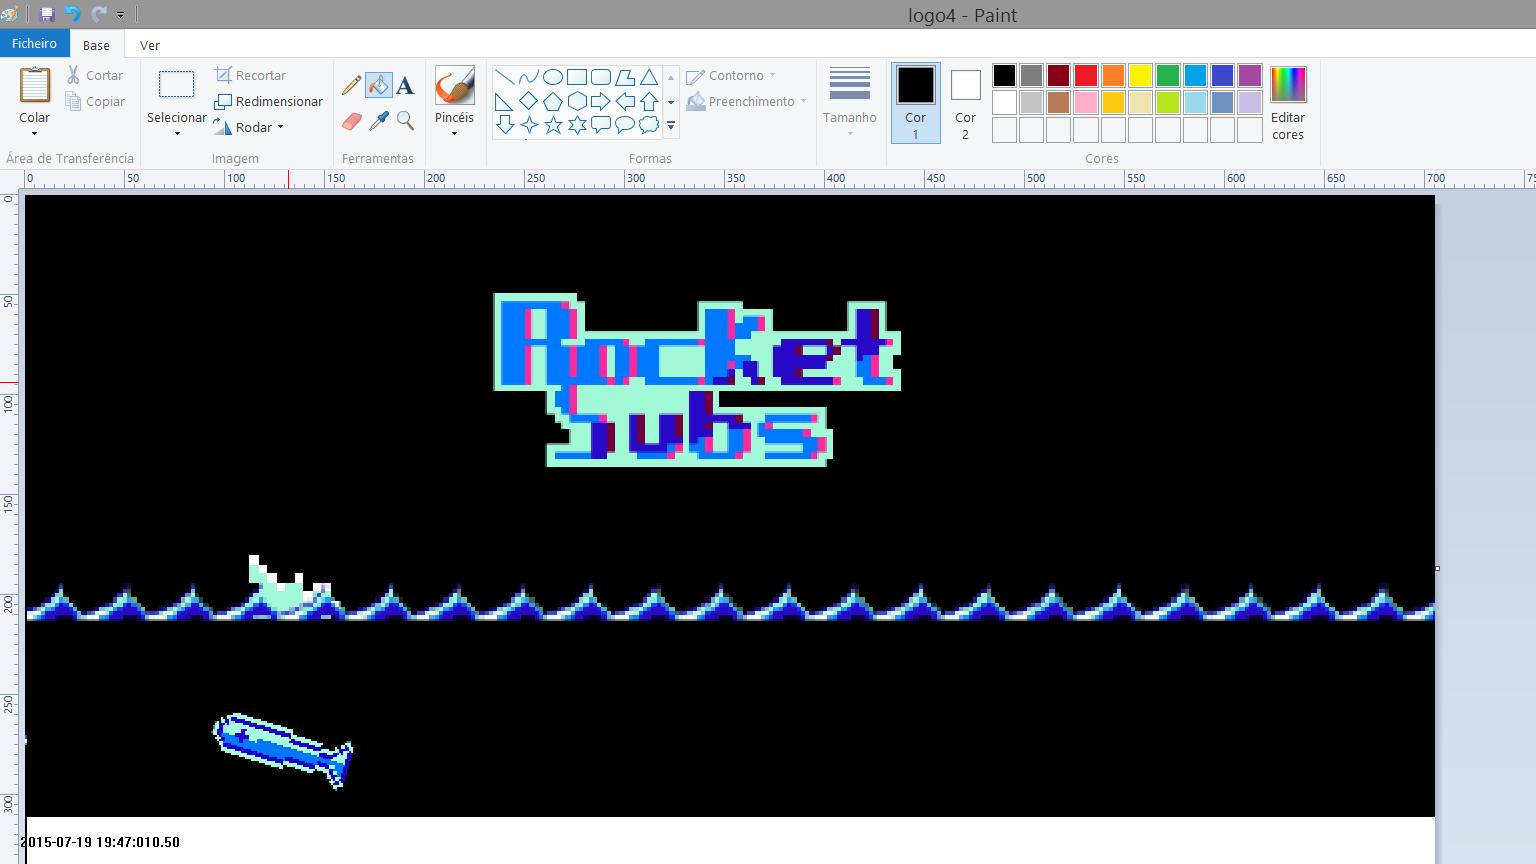 logo4 - Paint
Ficheiro
Base
Ver
Colar
Cortar
Copiar
Área de Transferência
Selecionar
Recortar
Redimensionar
Rodar
Imagem
Ferramentas
Pincéis
Contorno
Preenchimento
Formas
Tamanho
Cor
1
Cor
2
Editar
cores
Cores
0 50 100 150 200 250 300 350 400 450 500 550 600 650 700
0
50
100
150
200
250
300
Rocket
Subs
2015-07-19 19:47:010.50